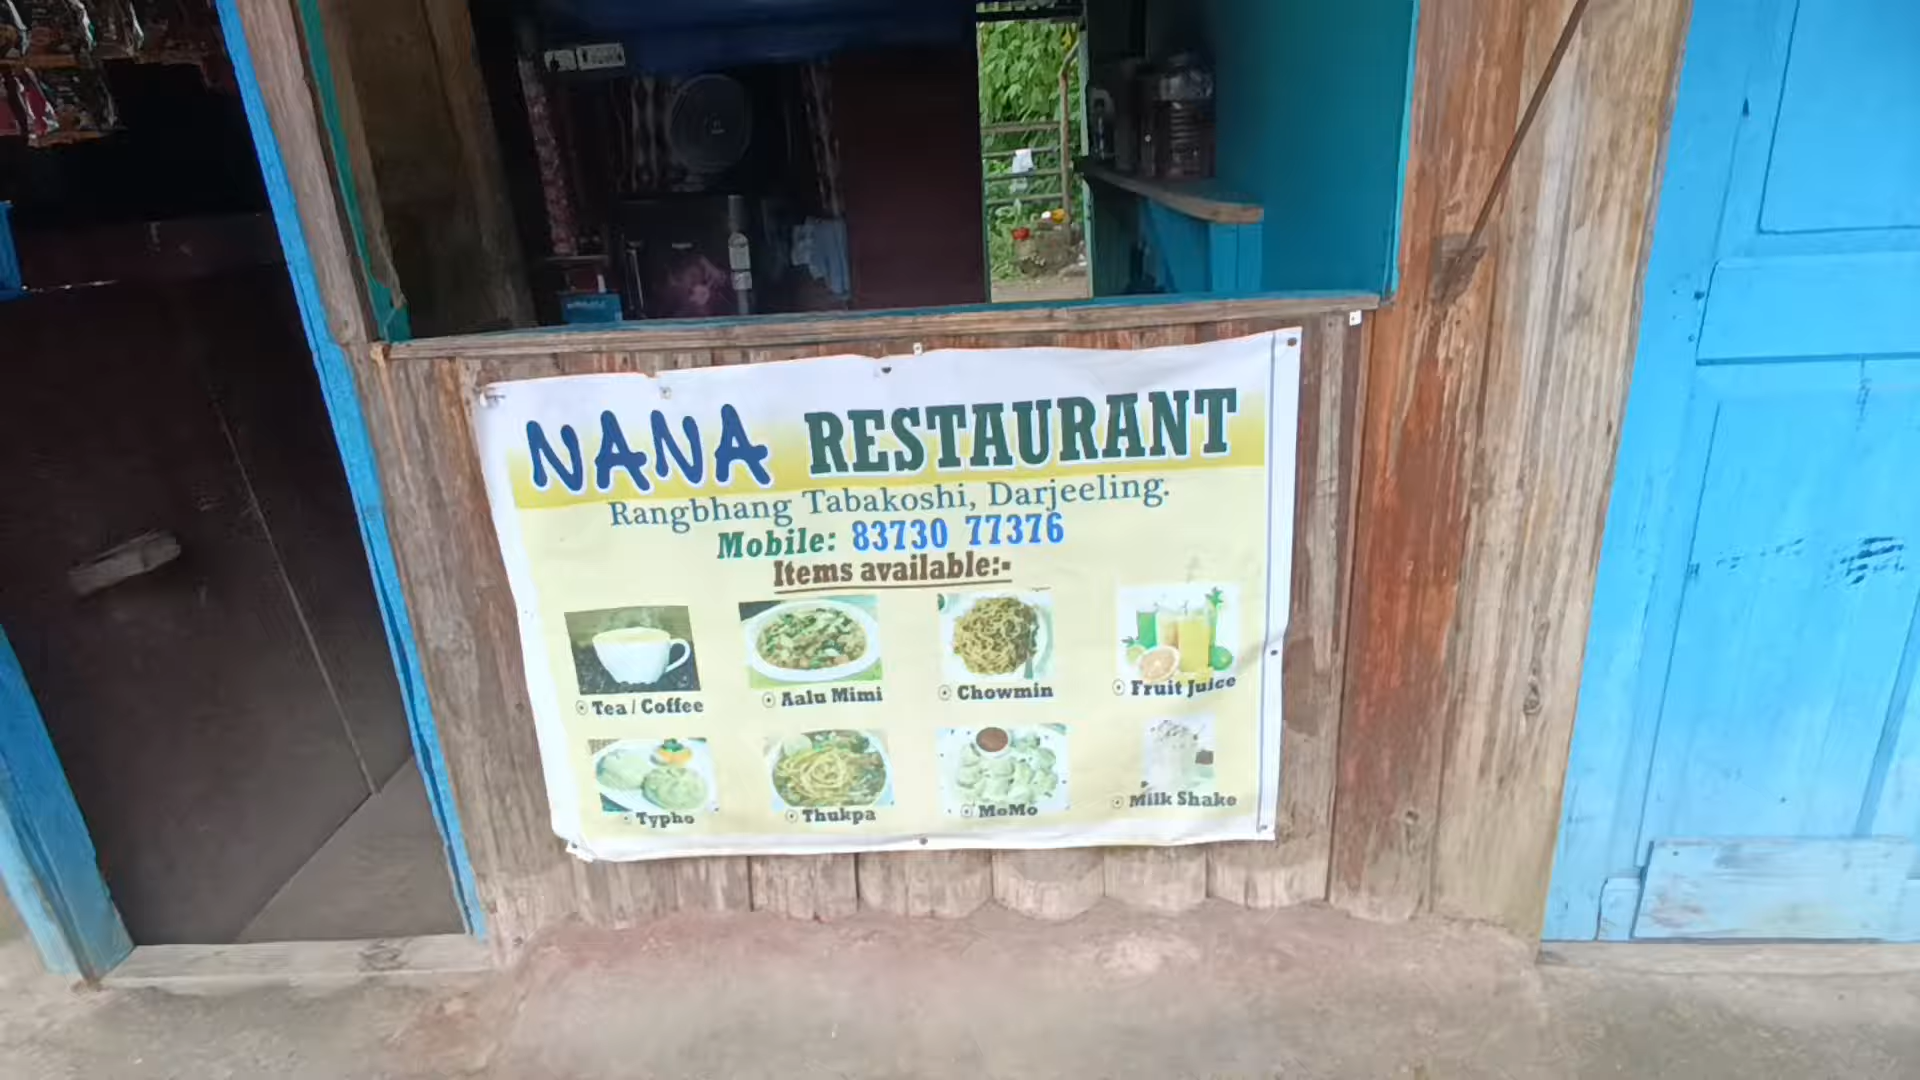 NANA RESTAURANT
Rangbhang Tabakoshi, Darjeeling.
Mobile: 83730 77376
Items available:-
Tea / Coffee
Aalu Mimi
Chowmin
Fruit Juice
Typho
Thukpa
MoMo
Milk Shake